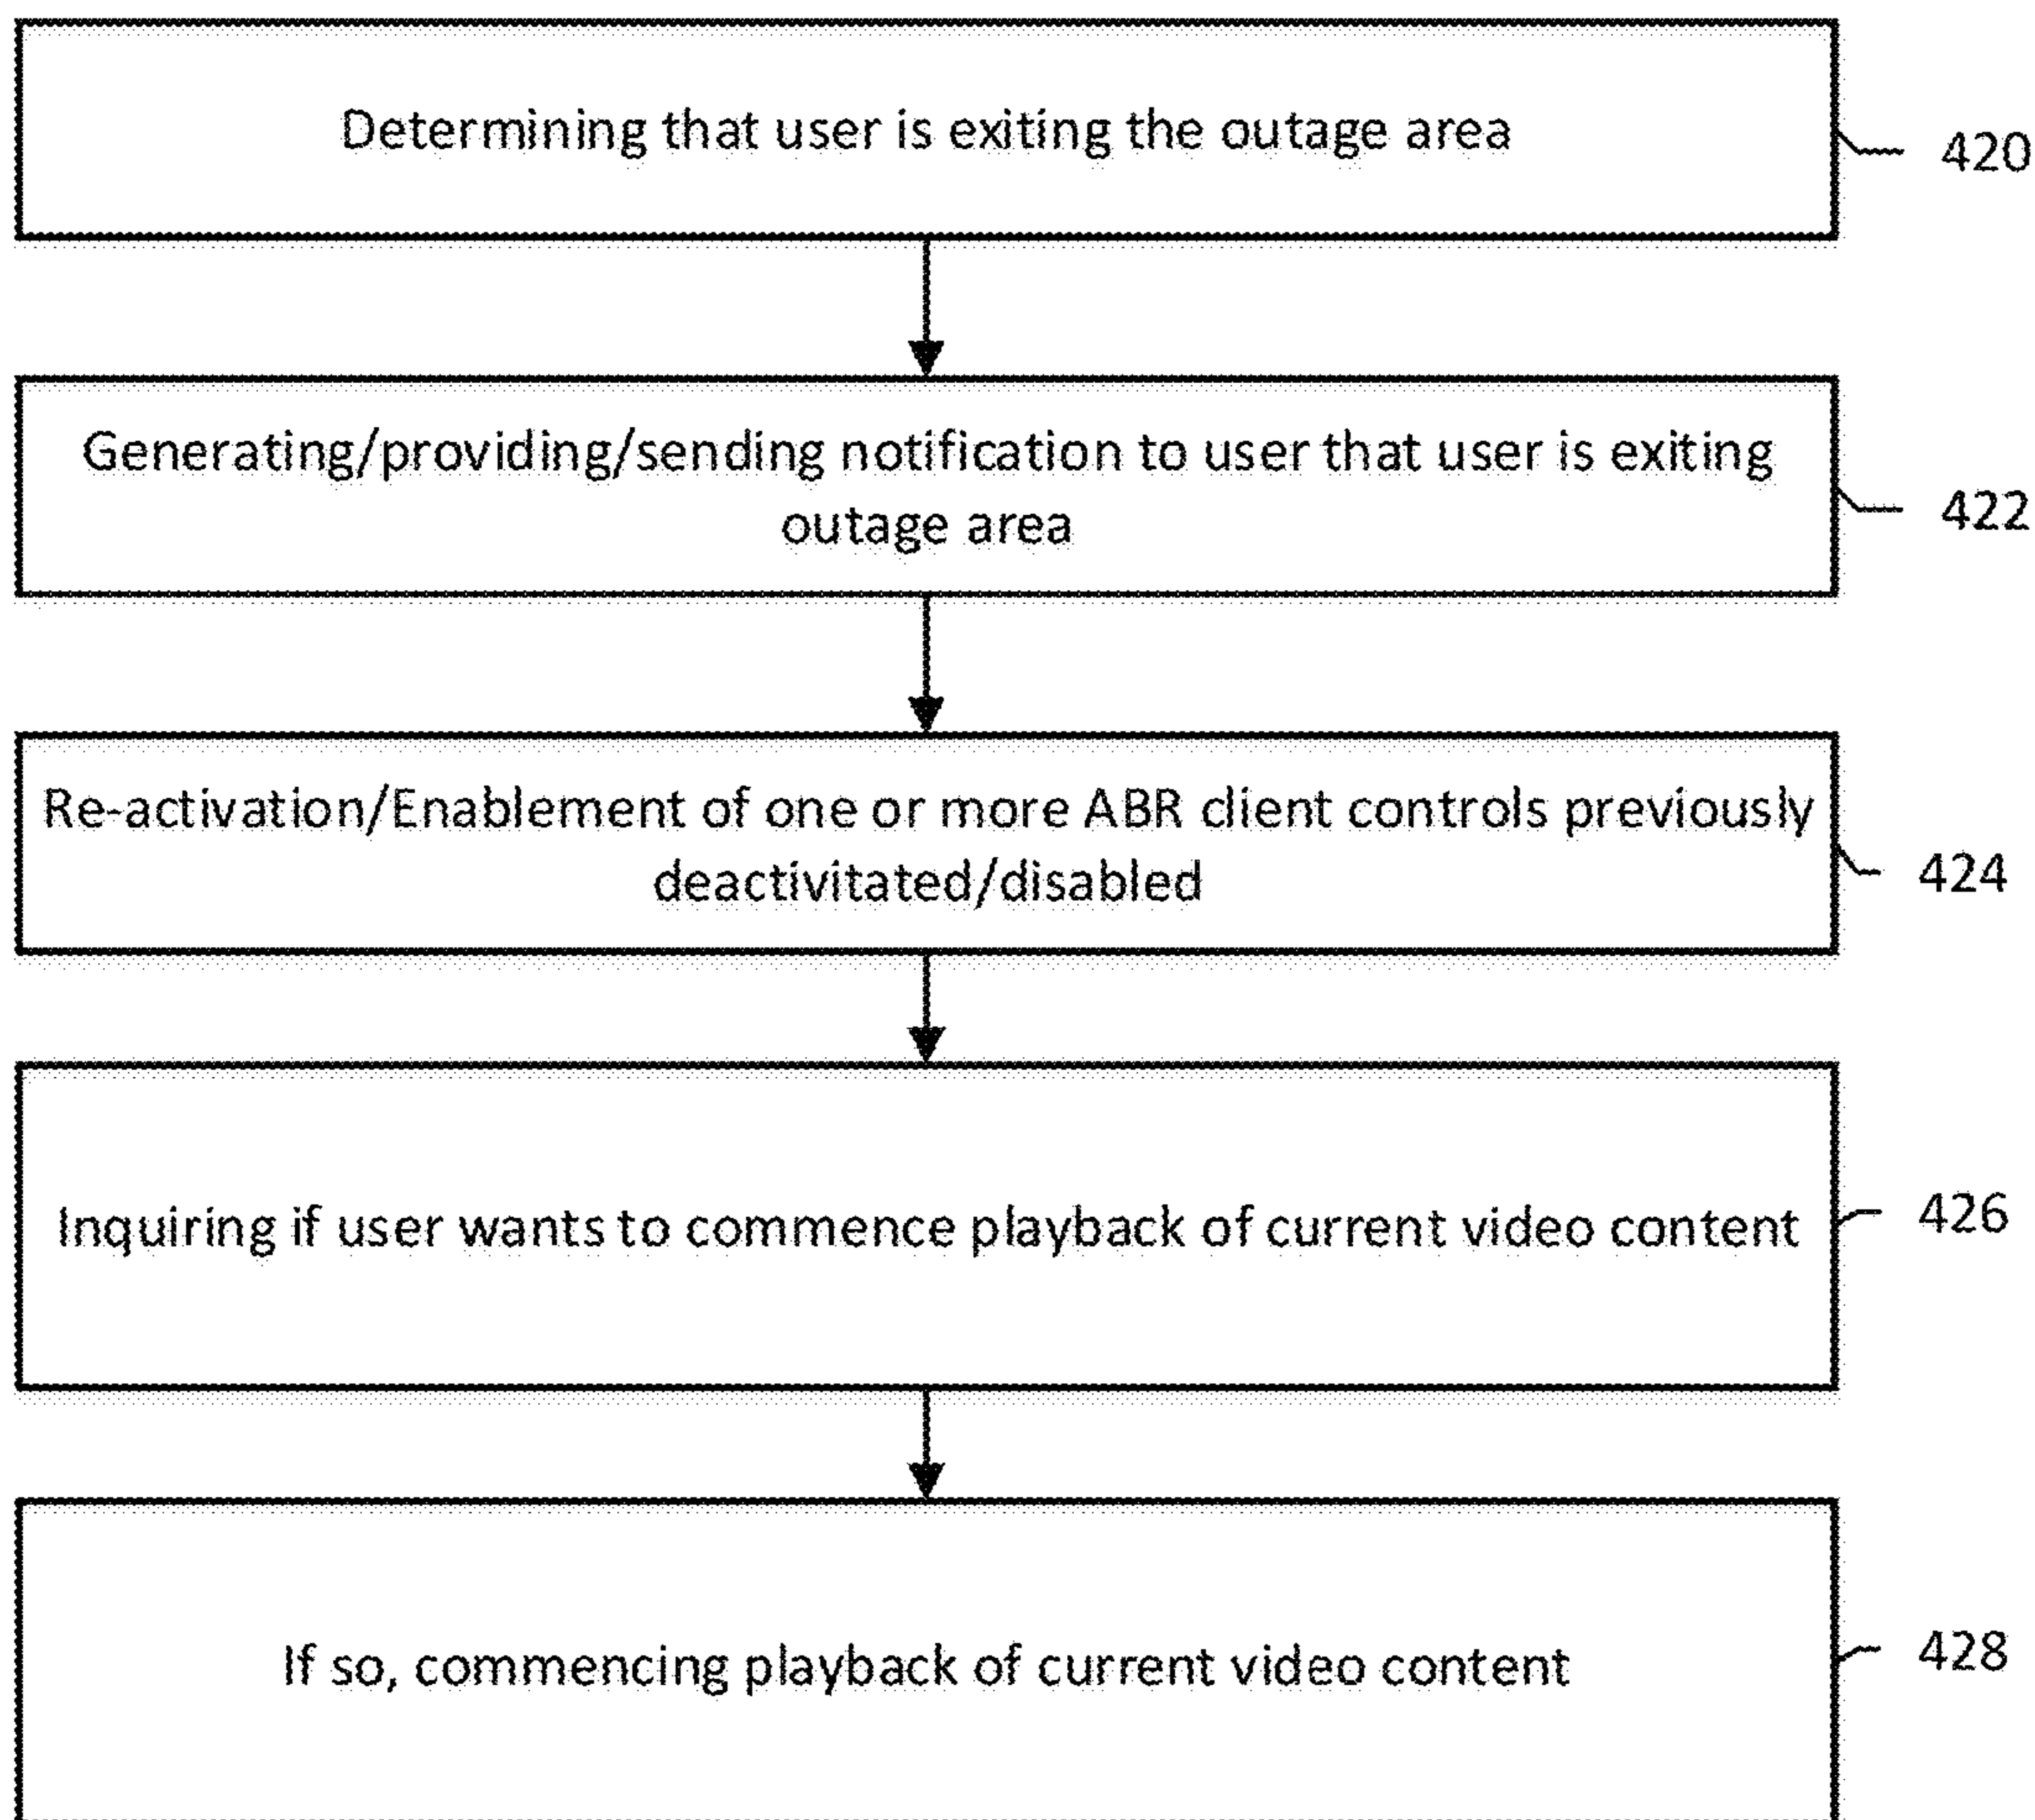 Determining that user is exiting the outage area
420
Generating/providing/sending notification to user that user is exiting
outage area
422
Re-activation/Enablement of one or more ABR client controls previously
deactivitated/disabled
424
Inquiring if user wants to commence playback of current video content
426
If so, commencing playback of current video content
428